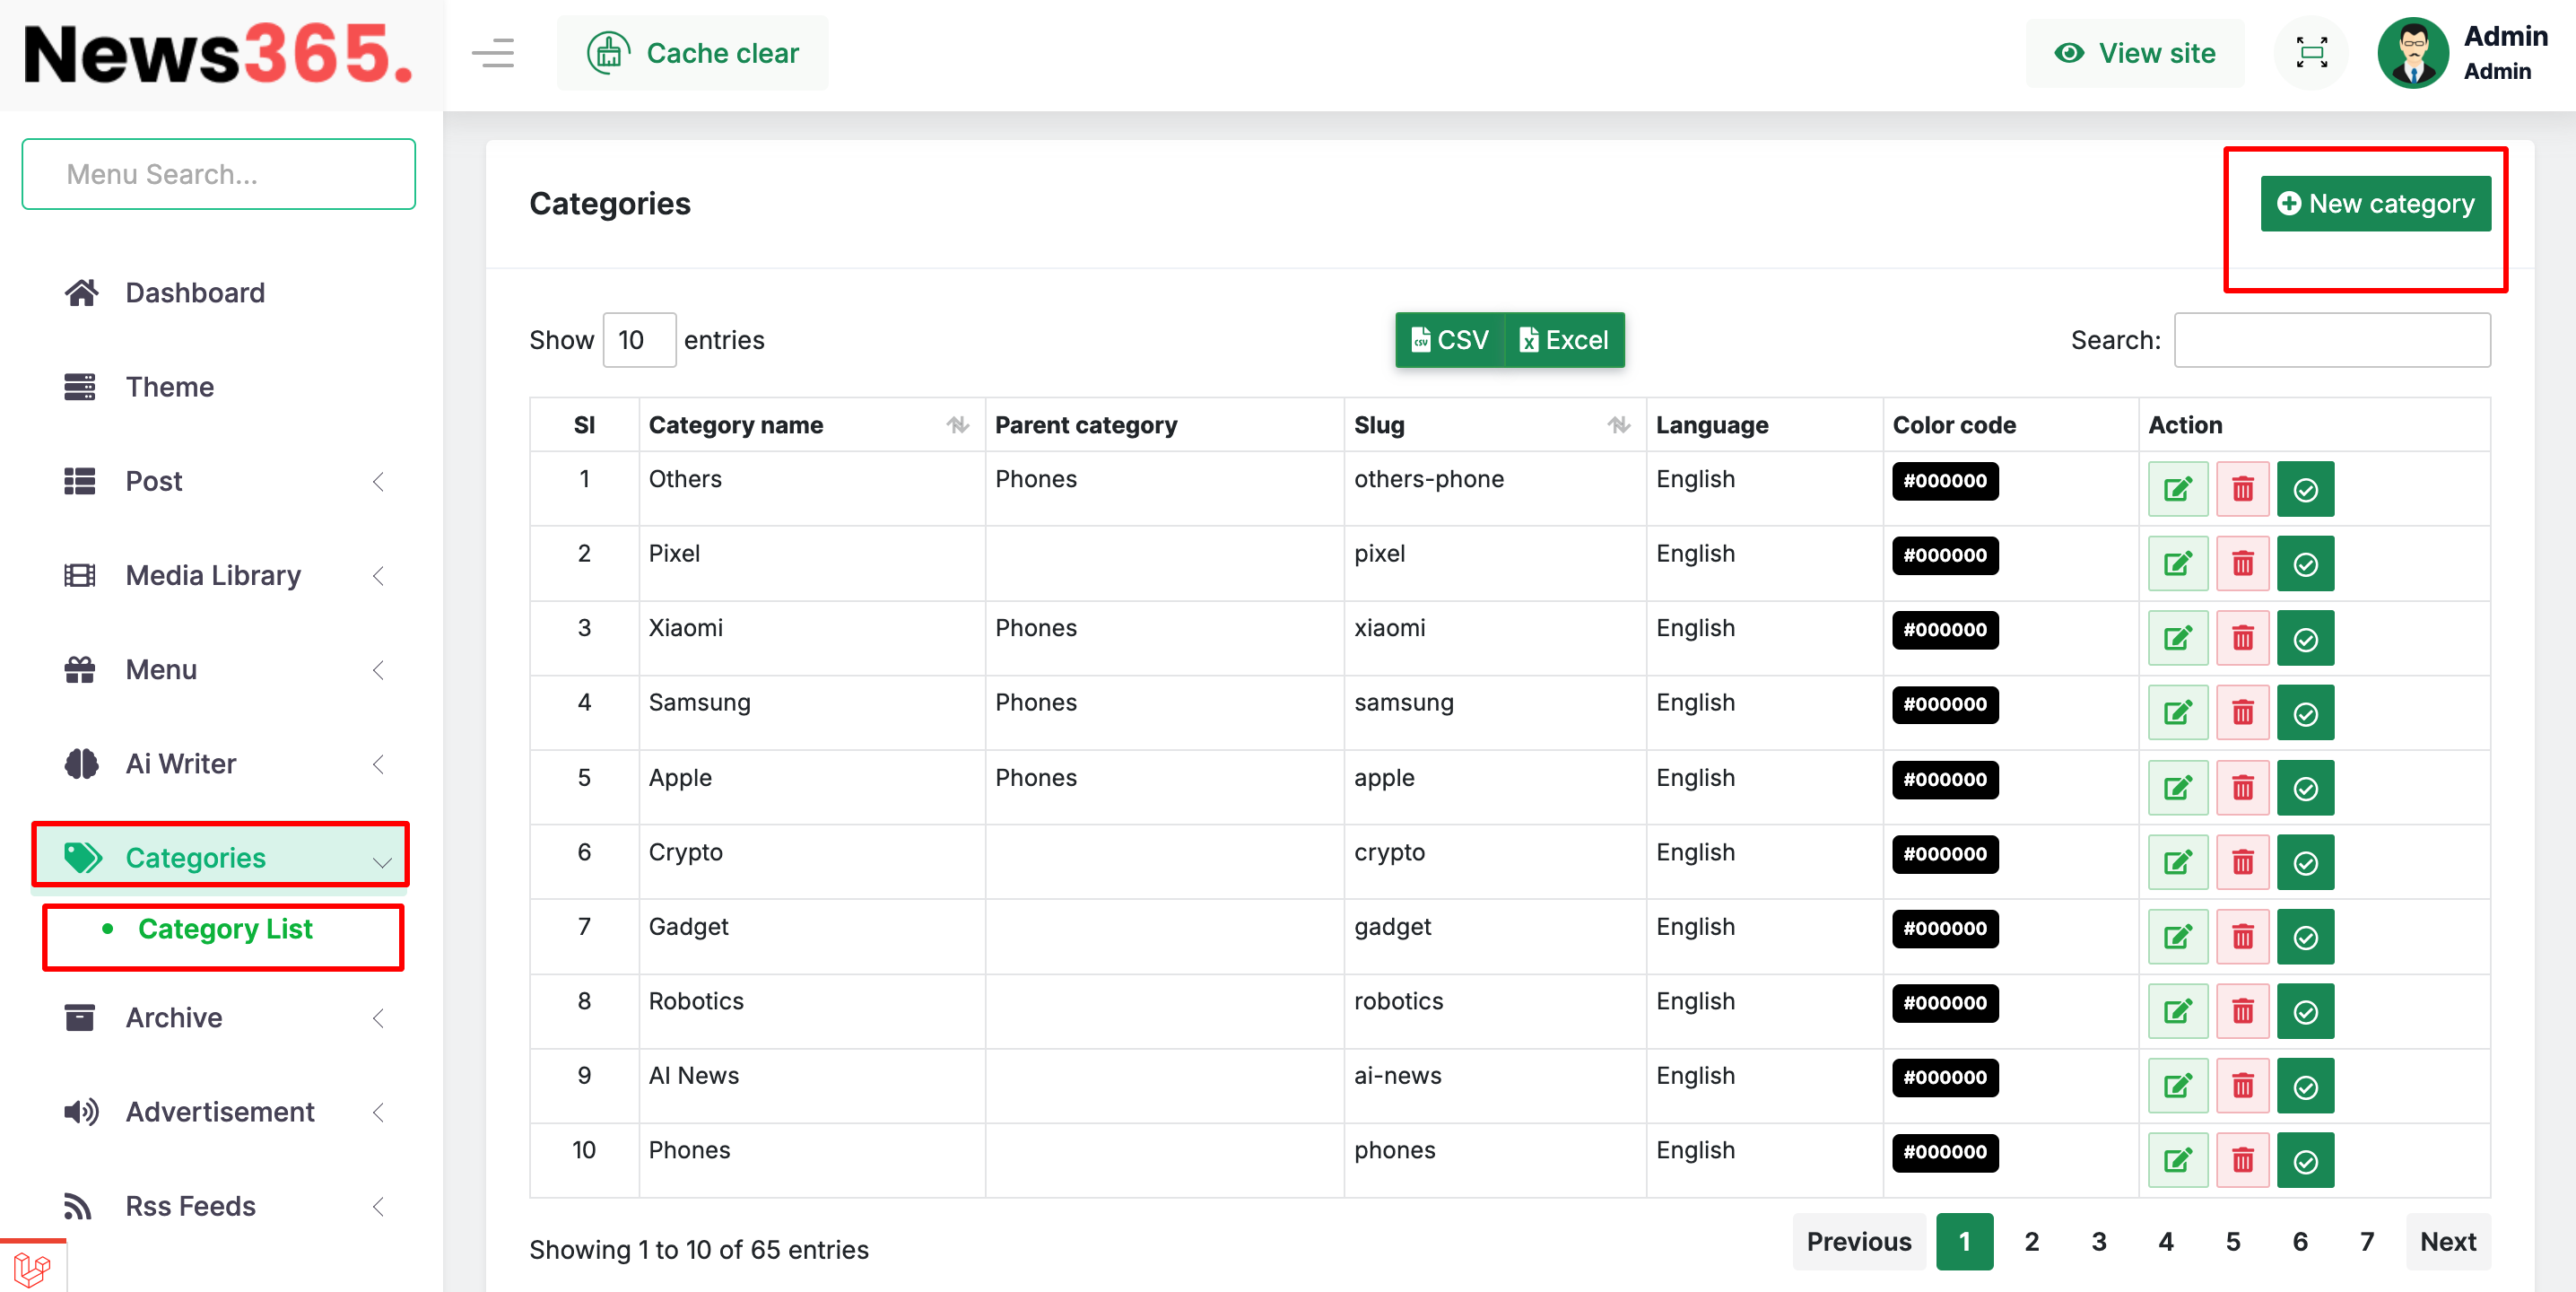 News365.
Cache clear
View site
Admin
Admin
Menu Search...
Dashboard
Theme
Post
Media Library
Menu
Ai Writer
Categories
Category List
Archive
Advertisement
Rss Feeds
Categories
New category
Show 10 entries
CSV Excel
Search:
Sl Category name Parent category Slug Language Color code Action
1 Others Phones others-phone English #000000
2 Pixel pixel English #000000
3 Xiaomi Phones xiaomi English #000000
4 Samsung Phones samsung English #000000
5 Apple Phones apple English #000000
6 Crypto crypto English #000000
7 Gadget gadget English #000000
8 Robotics robotics English #000000
9 AI News ai-news English #000000
10 Phones phones English #000000
Showing 1 to 10 of 65 entries
Previous 1 2 3 4 5 6 7 Next